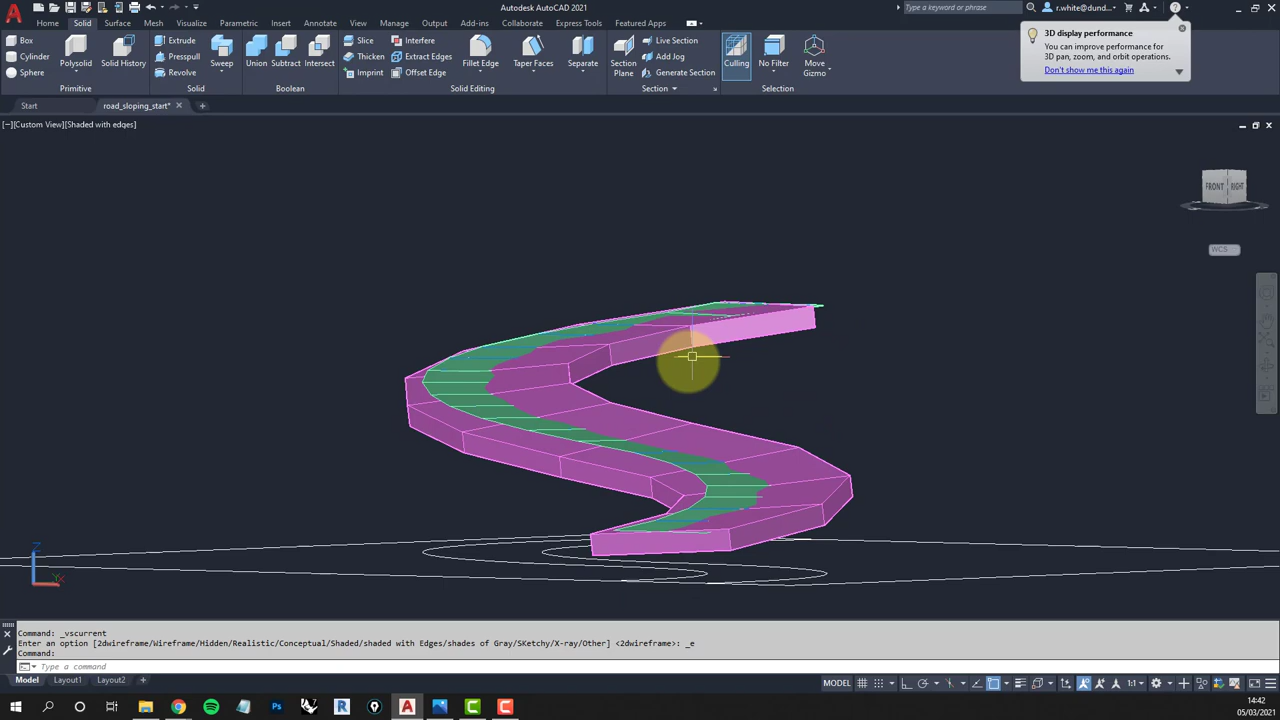 Autodesk AutoCAD 2021
Type a keyword or phrase
r.white@dund...
Home Solid Surface Mesh Visualize Parametric Insert Annotate View Manage Output Add-ins Collaborate Express Tools Featured Apps
3D display performance
You can improve performance for
3D pan, zoom, and orbit operations.
Don't show me this again
Box
Cylinder
Sphere
Polysolid
Solid History
Primitive
Extrude
Presspull
Revolve
Sweep
Solid
Union
Subtract
Intersect
Boolean
Slice
Thicken
Imprint
Interfere
Extract Edges
Offset Edge
Fillet Edge
Taper Faces
Separate
Solid Editing
Section
Plane
Live Section
Add Jog
Generate Section
Section
Culling
No Filter
Move
Gizmo
Selection
Start
road_sloping_start*
[−][Custom View][Shaded with edges]
FRONT RIGHT
WCS
Z
Command: _vscurrent
Enter an option [2dwireframe/Wireframe/Hidden/Realistic/Conceptual/Shaded/shaded with Edges/shades of Gray/SKetchy/X-ray/Other] <2dwireframe>: _e
Command:
Type a command
Model Layout1 Layout2
MODEL
1:1
14:42
05/03/2021